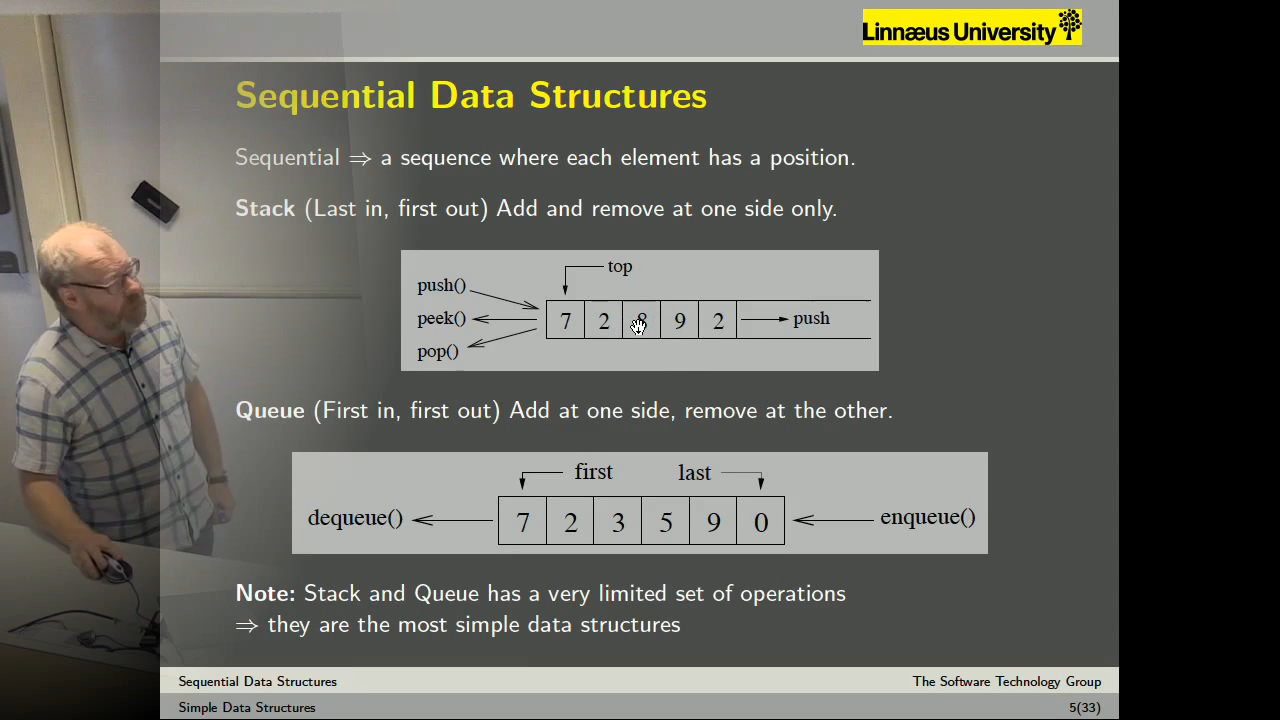 Linnæus University
Sequential Data Structures
Sequential ⇒ a sequence where each element has a position.
Stack (Last in, first out) Add and remove at one side only.
top
push()
peek()
pop()
7 2 8 9 2
push
Queue (First in, first out) Add at one side, remove at the other.
first last
dequeue()
7 2 3 5 9 0
enqueue()
Note: Stack and Queue has a very limited set of operations
⇒ they are the most simple data structures
Sequential Data Structures
The Software Technology Group
Simple Data Structures
5(33)